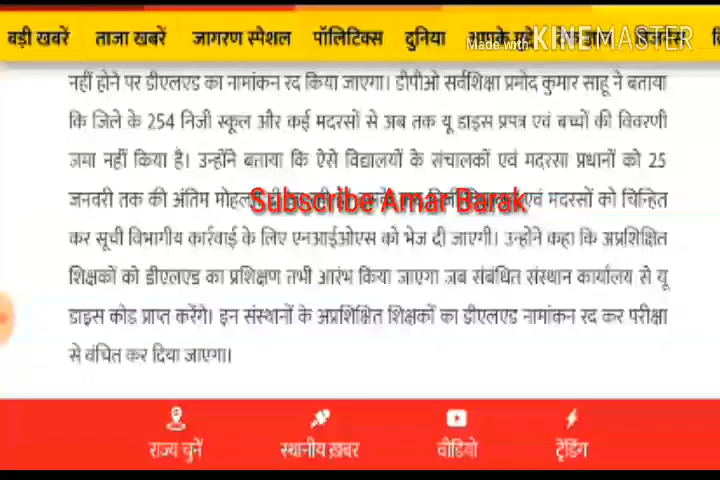 बड़ी खबरें ताजा खबरें जागरण स्पेशल पॉलिटिक्स दुनिया आपके
Made with KINEMASTER
नहीं होने पर डीएलएड का नामांकन रद किया जाएगा। डीपीओ सर्वशिक्षा प्रमोद कुमार साहू ने बताया
कि जिले के 254 निजी स्कूल और कई मदरसों से अब तक यू डाइस प्रपत्र एवं बच्चों की विवरणी
जमा नहीं किया है। उन्होंने बताया कि ऐसे विद्यालयों के संचालकों एवं मदरसा प्रधानों को 25
जनवरी तक की अंतिम मोहलत एवं मदरसों को चिन्हित
Subscribe Amar Barak
कर सूची विभागीय कार्रवाई के लिए एनआईओएस को भेज दी जाएगी। उन्होंने कहा कि अप्रशिक्षित
शिक्षकों को डीएलएड का प्रशिक्षण तभी आरंभ किया जाएगा जब संबंधित संस्थान कार्यालय से यू
डाइस कोड प्राप्त करेंगे। इन संस्थानों के अप्रशिक्षित शिक्षकों का डीएलएड नामांकन रद कर परीक्षा
से वंचित कर दिया जाएगा।
राज्य चुनें स्थानीय ख़बर वीडियो ट्रेंडिंग